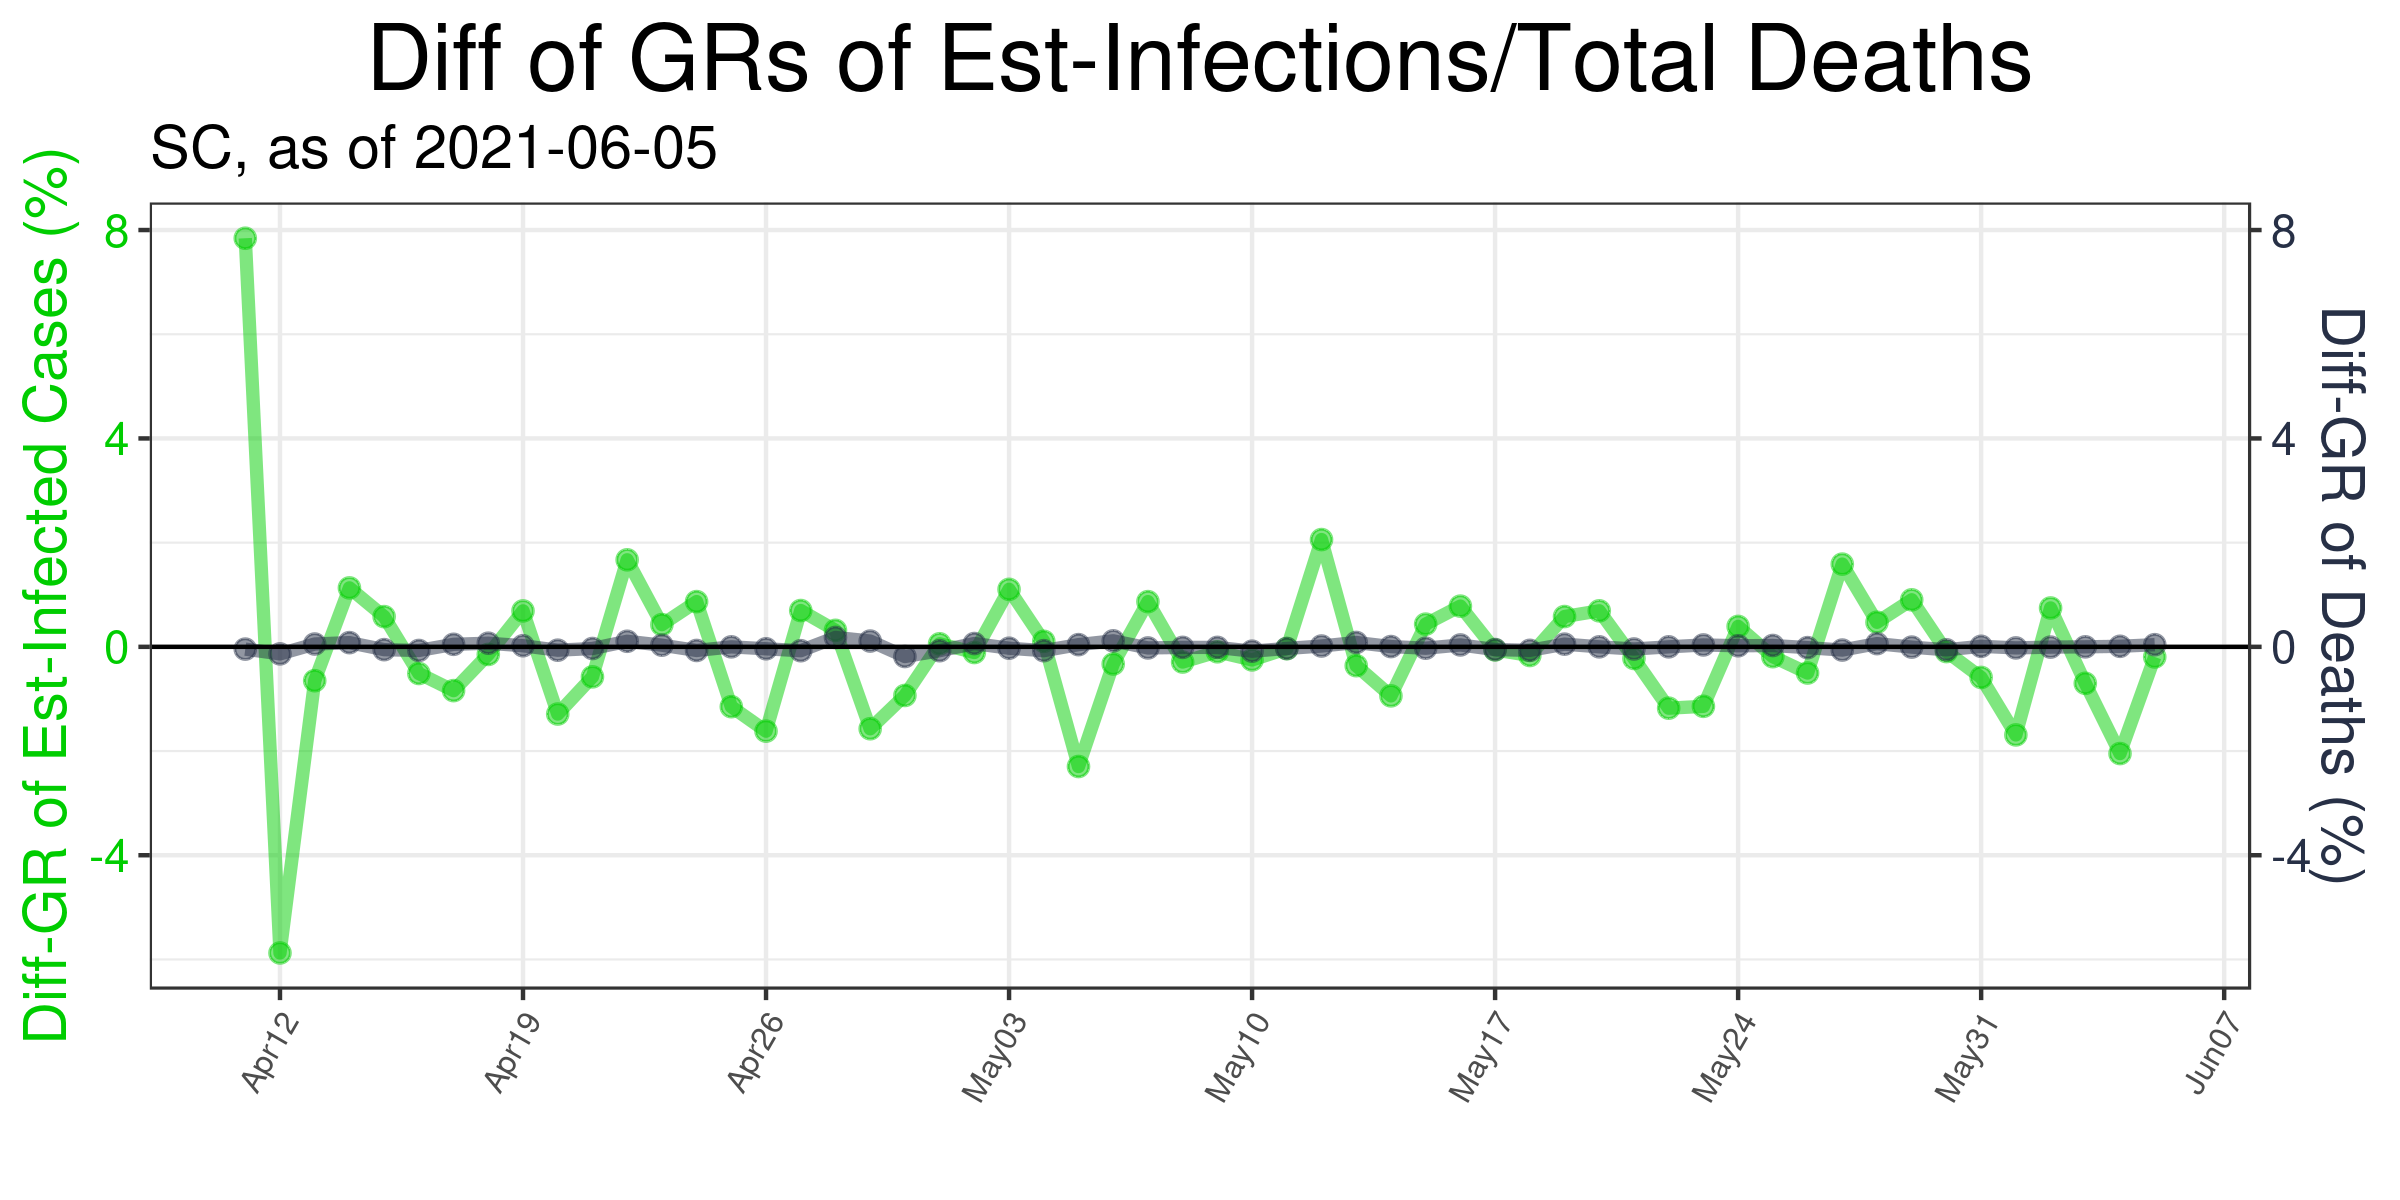 Diff of GRs of Est-Infections/Total Deaths
SC, as of 2021-06-05
Diff-GR of Est-Infected Cases (%)
8
4
0
-4
8
4
0
-4
Diff-GR of Deaths (%)
Apr12
Apr19
Apr26
May03
May10
May17
May24
May31
Jun07